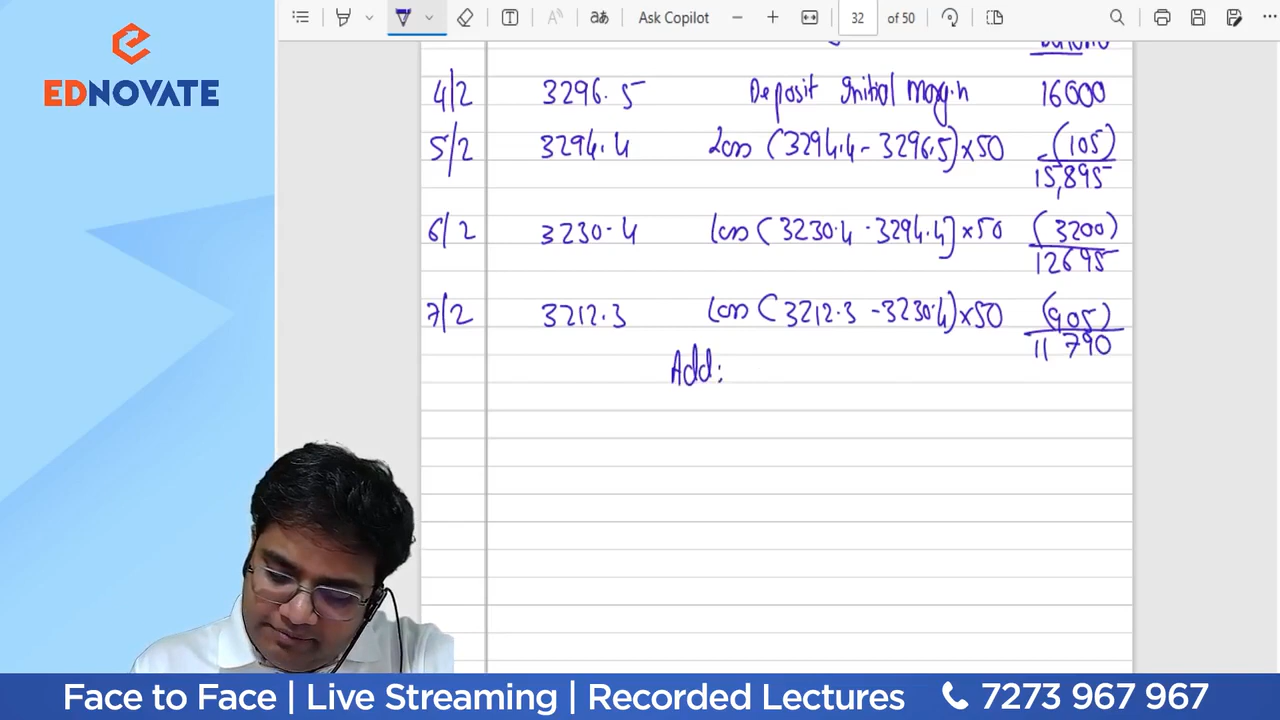 EDNOVATE
Ask Copilot
32 of 50
4/2 3296.5 Deposit Initial Margin 16000
5/2 3294.4 Loss (3294.4 - 3296.5) x 50 (105)
15,895
6/2 3230.4 Loss (3230.4 - 3294.4] x 50 (3200)
12695
7/2 3212.3 Loss (3212.3 - 3230.4) x 50 (905)
11 790
Add:
Face to Face | Live Streaming | Recorded Lectures 7273 967 967